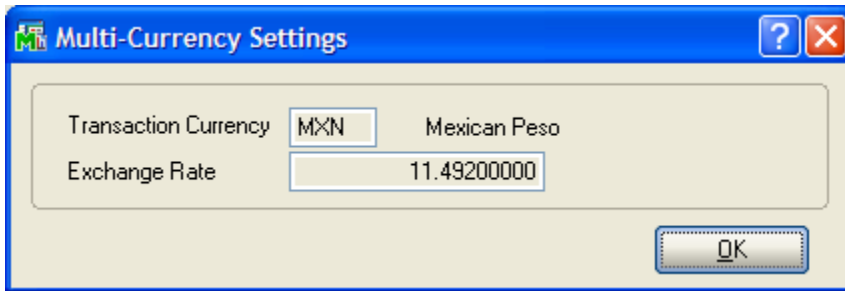 Multi-Currency Settings
Transaction Currency MXN Mexican Peso
Exchange Rate 11.49200000
OK